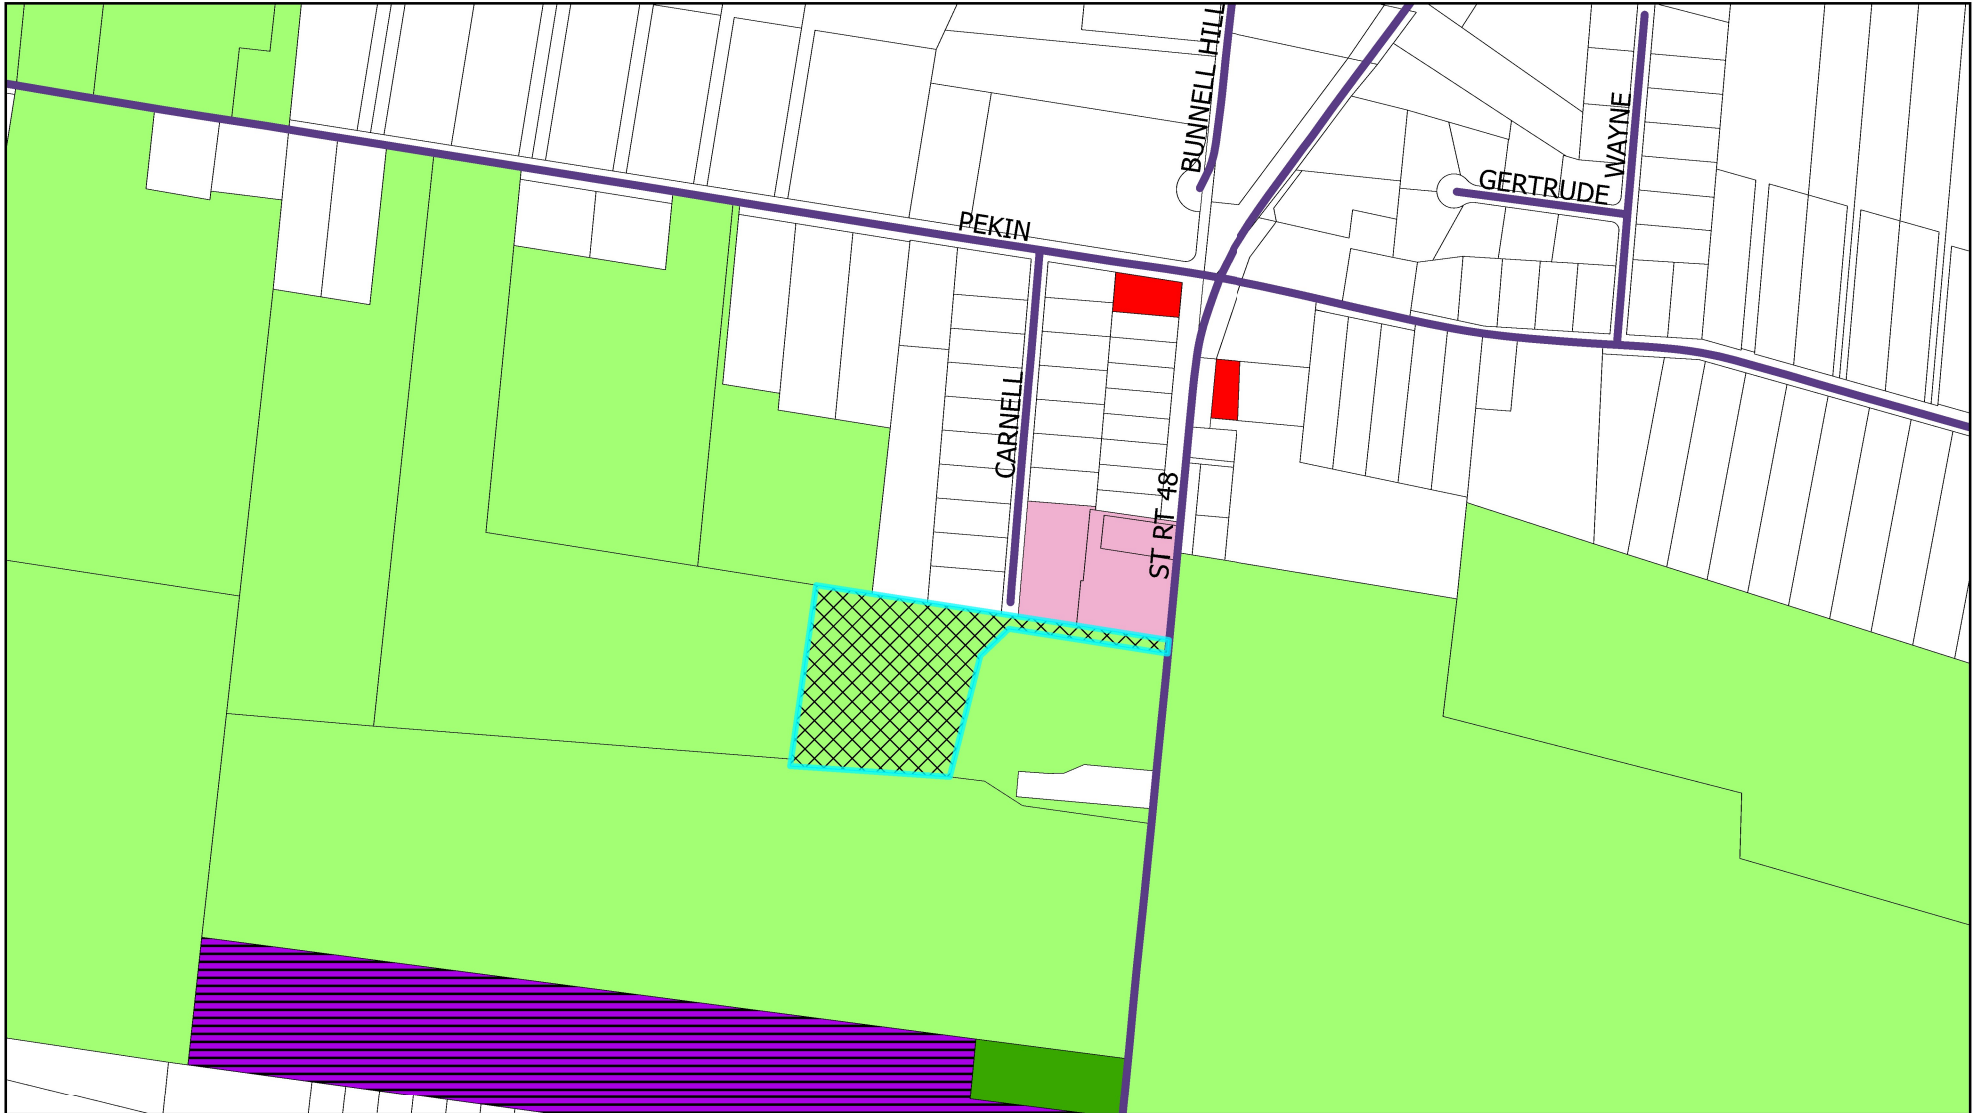 BUNNELL HILL
WAYNE
GERTRUDE
PEKIN
CARNELL
ST RT 48